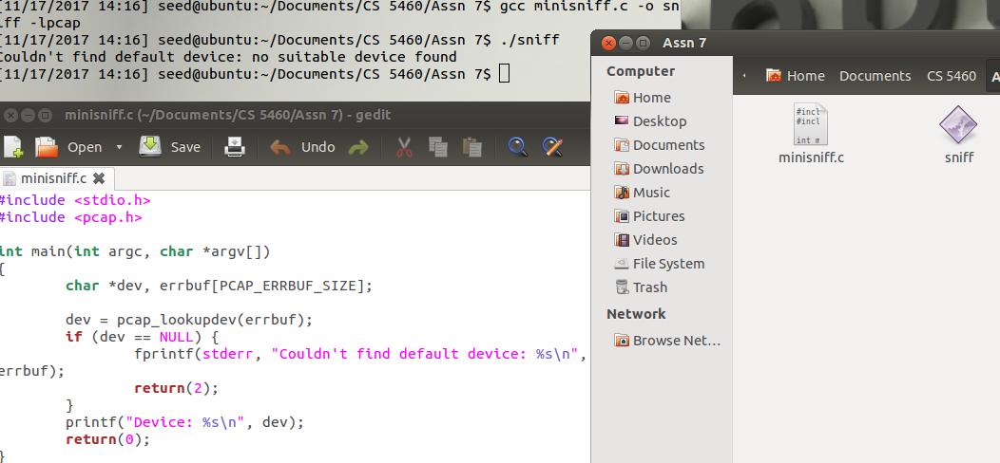 [11/17/2017 14:16] seed@ubuntu:~/Documents/CS 5460/Assn 7$ gcc minisniff.c -o sn
iff -lpcap
[11/17/2017 14:16] seed@ubuntu:~/Documents/CS 5460/Assn 7$ ./sniff
Couldn't find default device: no suitable device found
[11/17/2017 14:16] seed@ubuntu:~/Documents/CS 5460/Assn 7$
minisniff.c (~/Documents/CS 5460/Assn 7) - gedit
Open
Save
Undo
minisniff.c
#include <stdio.h>
#include <pcap.h>
int main(int argc, char *argv[])
{
char *dev, errbuf[PCAP_ERRBUF_SIZE];
dev = pcap_lookupdev(errbuf);
if (dev == NULL) {
fprintf(stderr, "Couldn't find default device: %s\n",
errbuf);
return(2);
}
printf("Device: %s\n", dev);
return(0);
}
Assn 7
Computer
Home
Desktop
Documents
Downloads
Music
Pictures
Videos
File System
Trash
Network
Browse Net...
Home Documents CS 5460 A
#incl
#incl
int m
minisniff.c
sniff